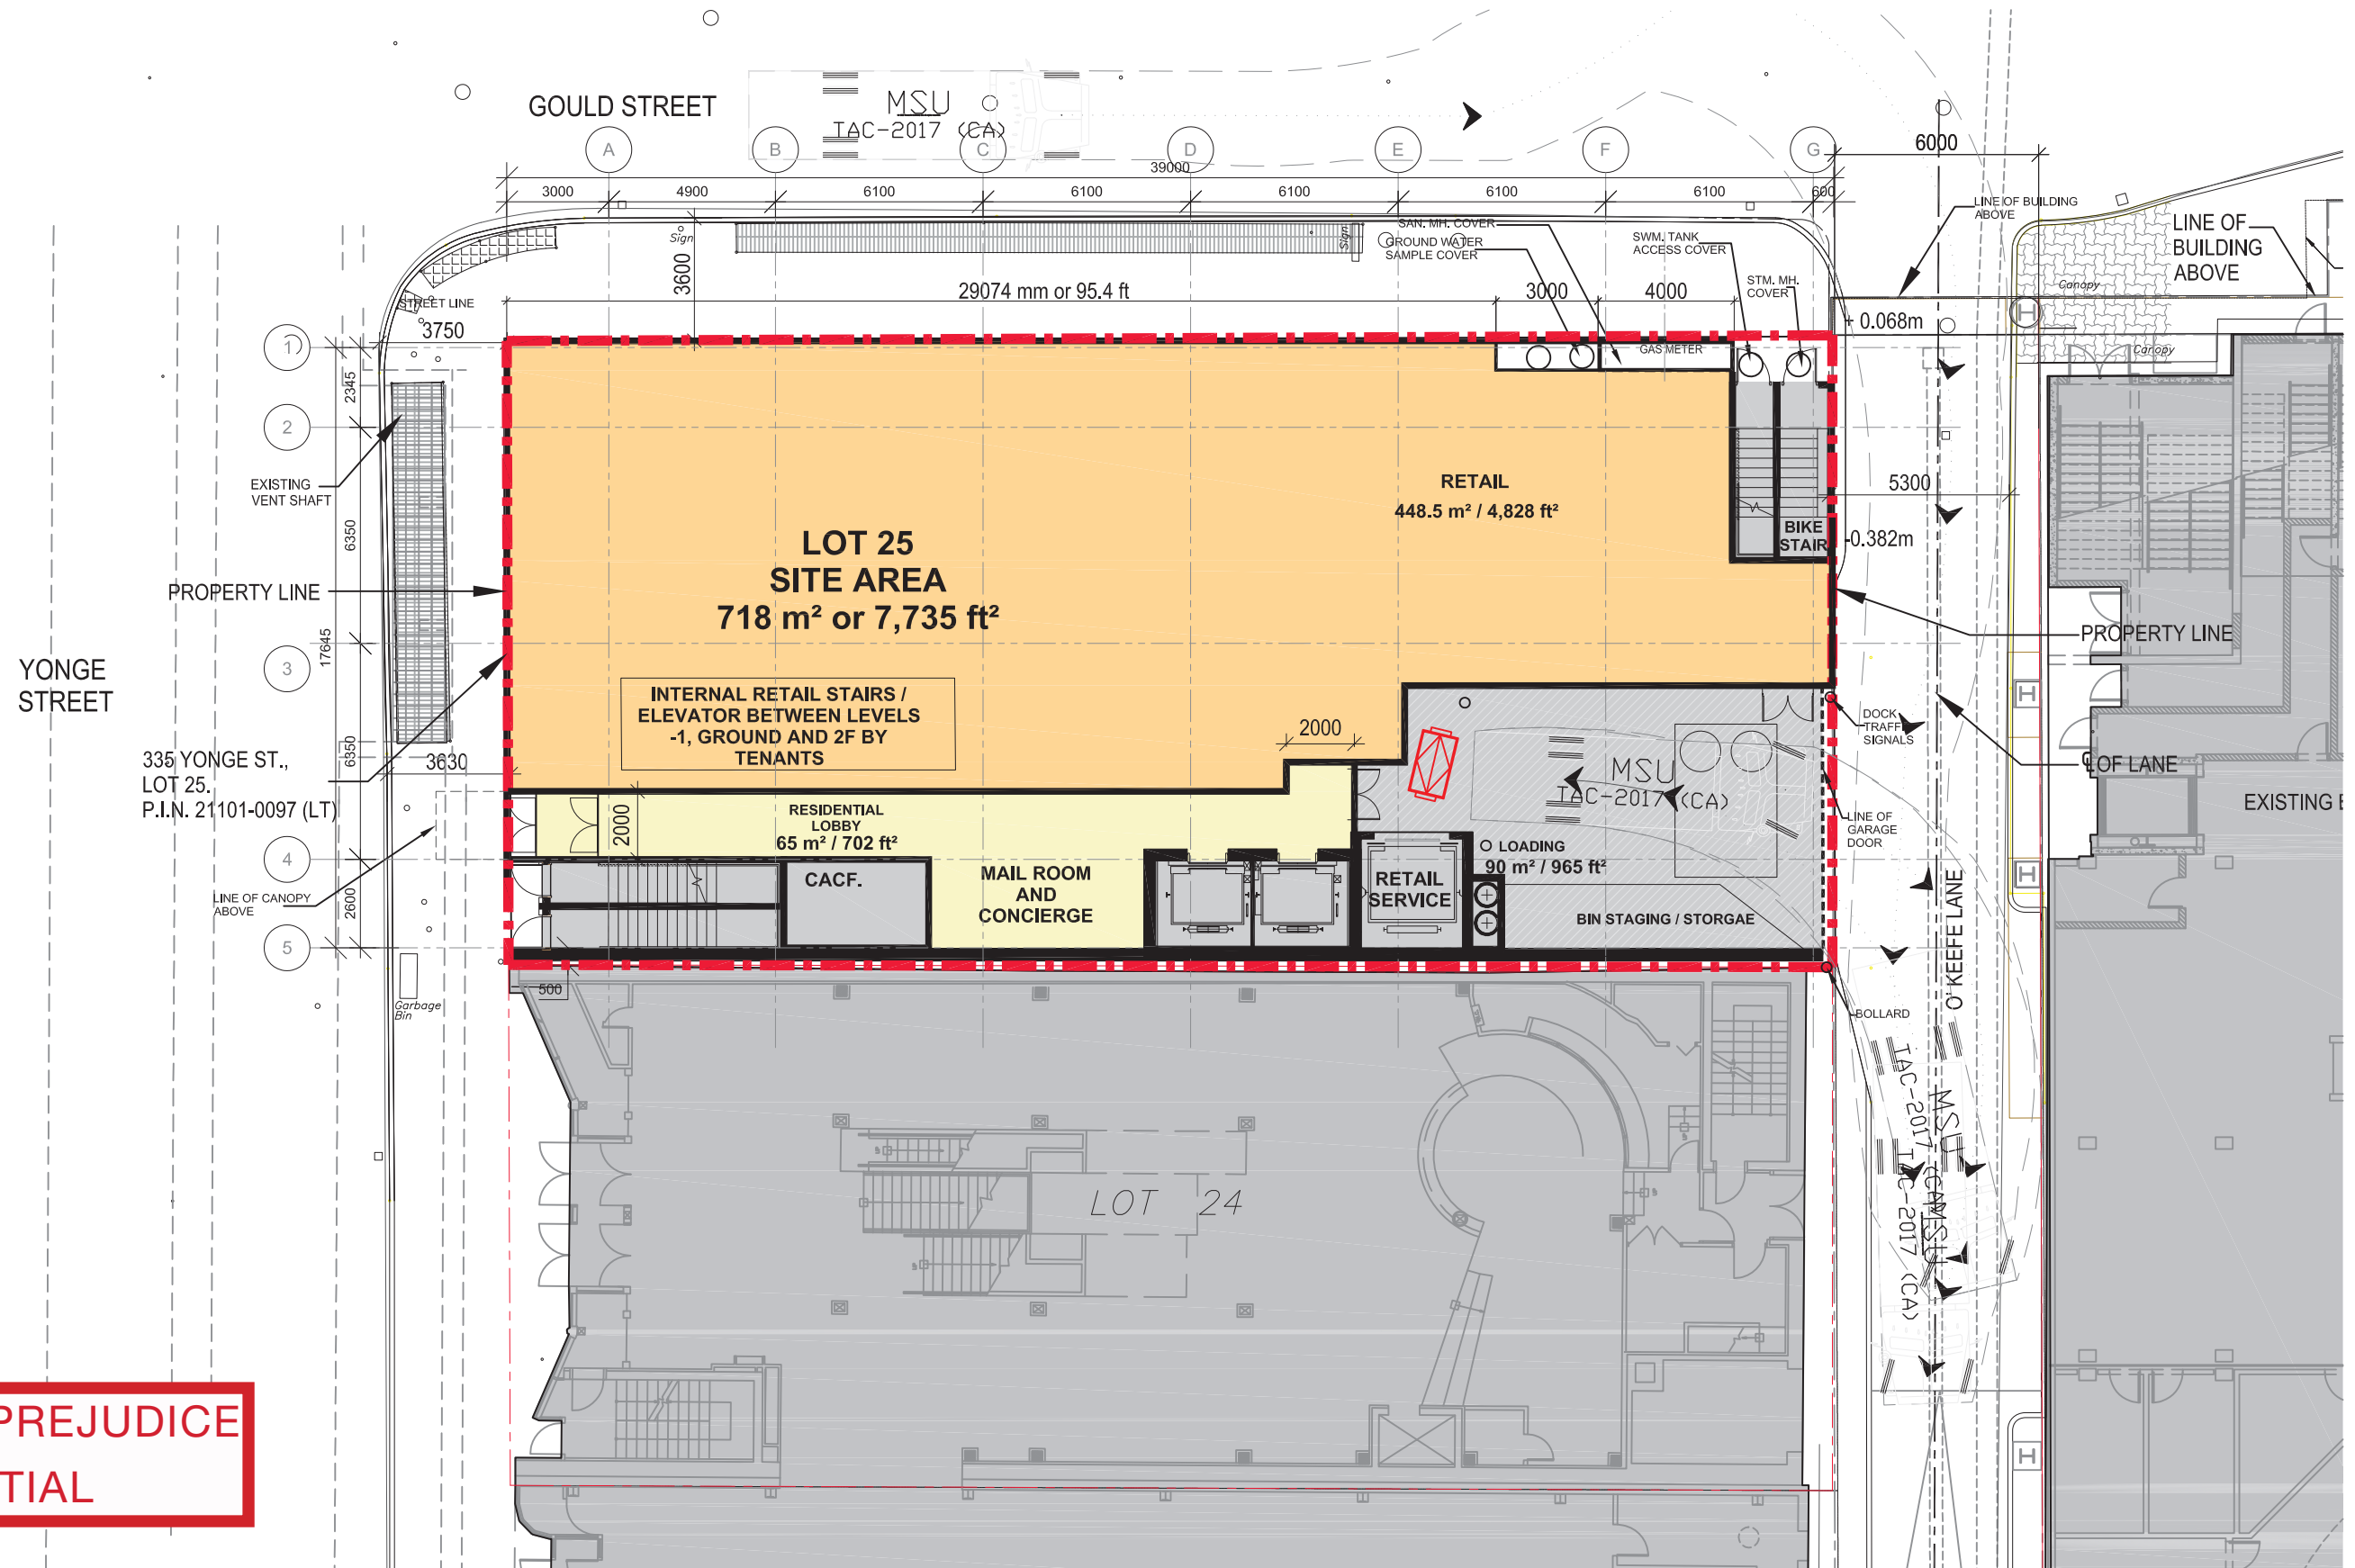 GOULD STREET
MSU
TAC-2017 (CA)
A
B
C
D
E
F
G
39000
6000
3000
4900
6100
6100
6100
6100
6100
600
LINE OF BUILDING
ABOVE
LINE OF
BUILDING
ABOVE
Sign
Sign
SAN. MH. COVER
GROUND WATER
SAMPLE COVER
SWM. TANK
ACCESS COVER
STM. MH.
COVER
3600
29074 mm or 95.4 ft
3000
4000
Canopy
Canopy
H
STREET LINE
3750
+ 0.068m
GAS METER
1
2
3
4
5
2345
6350
17645
6350
2600
EXISTING
VENT SHAFT
RETAIL
448.5 m² / 4,828 ft²
5300
BIKE
STAIR
-0.382m
LOT 25
SITE AREA
718 m² or 7,735 ft²
PROPERTY LINE
PROPERTY LINE
YONGE
STREET
INTERNAL RETAIL STAIRS /
ELEVATOR BETWEEN LEVELS
-1, GROUND AND 2F BY
TENANTS
2000
H
DOCK
TRAFFIC
SIGNALS
335 YONGE ST.,
LOT 25.
P.I.N. 21101-0097 (LT)
3630
MSU
TAC-2017 (CA)
LOF LANE
EXISTING
2000
RESIDENTIAL
LOBBY
65 m² / 702 ft²
LINE OF
GARAGE
DOOR
LOADING
90 m² / 965 ft²
CACF.
MAIL ROOM
AND
CONCIERGE
RETAIL
SERVICE
BIN STAGING / STORGAE
H
LINE OF CANOPY
ABOVE
O'KEEFE LANE
500
Garbage
Bin
BOLLARD
TAC-2017 (CA)
MSU
TAC-2017 (CA)
MSU
LOT 24
H
PREJUDICE
TIAL